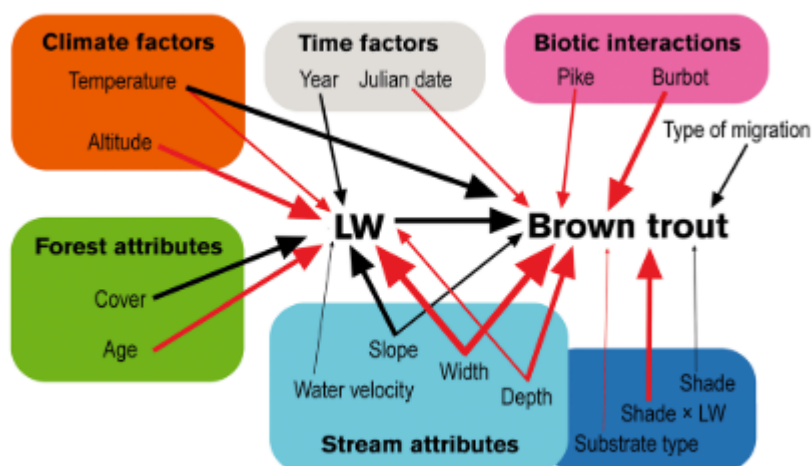 Climate factors
Temperature
Altitude
Time factors
Year Julian date
Biotic interactions
Pike Burbot
Type of migration
LW Brown trout
Forest attributes
Cover
Age
Slope
Width
Depth
Water velocity
Stream attributes
Shade
Shade × LW
Substrate type